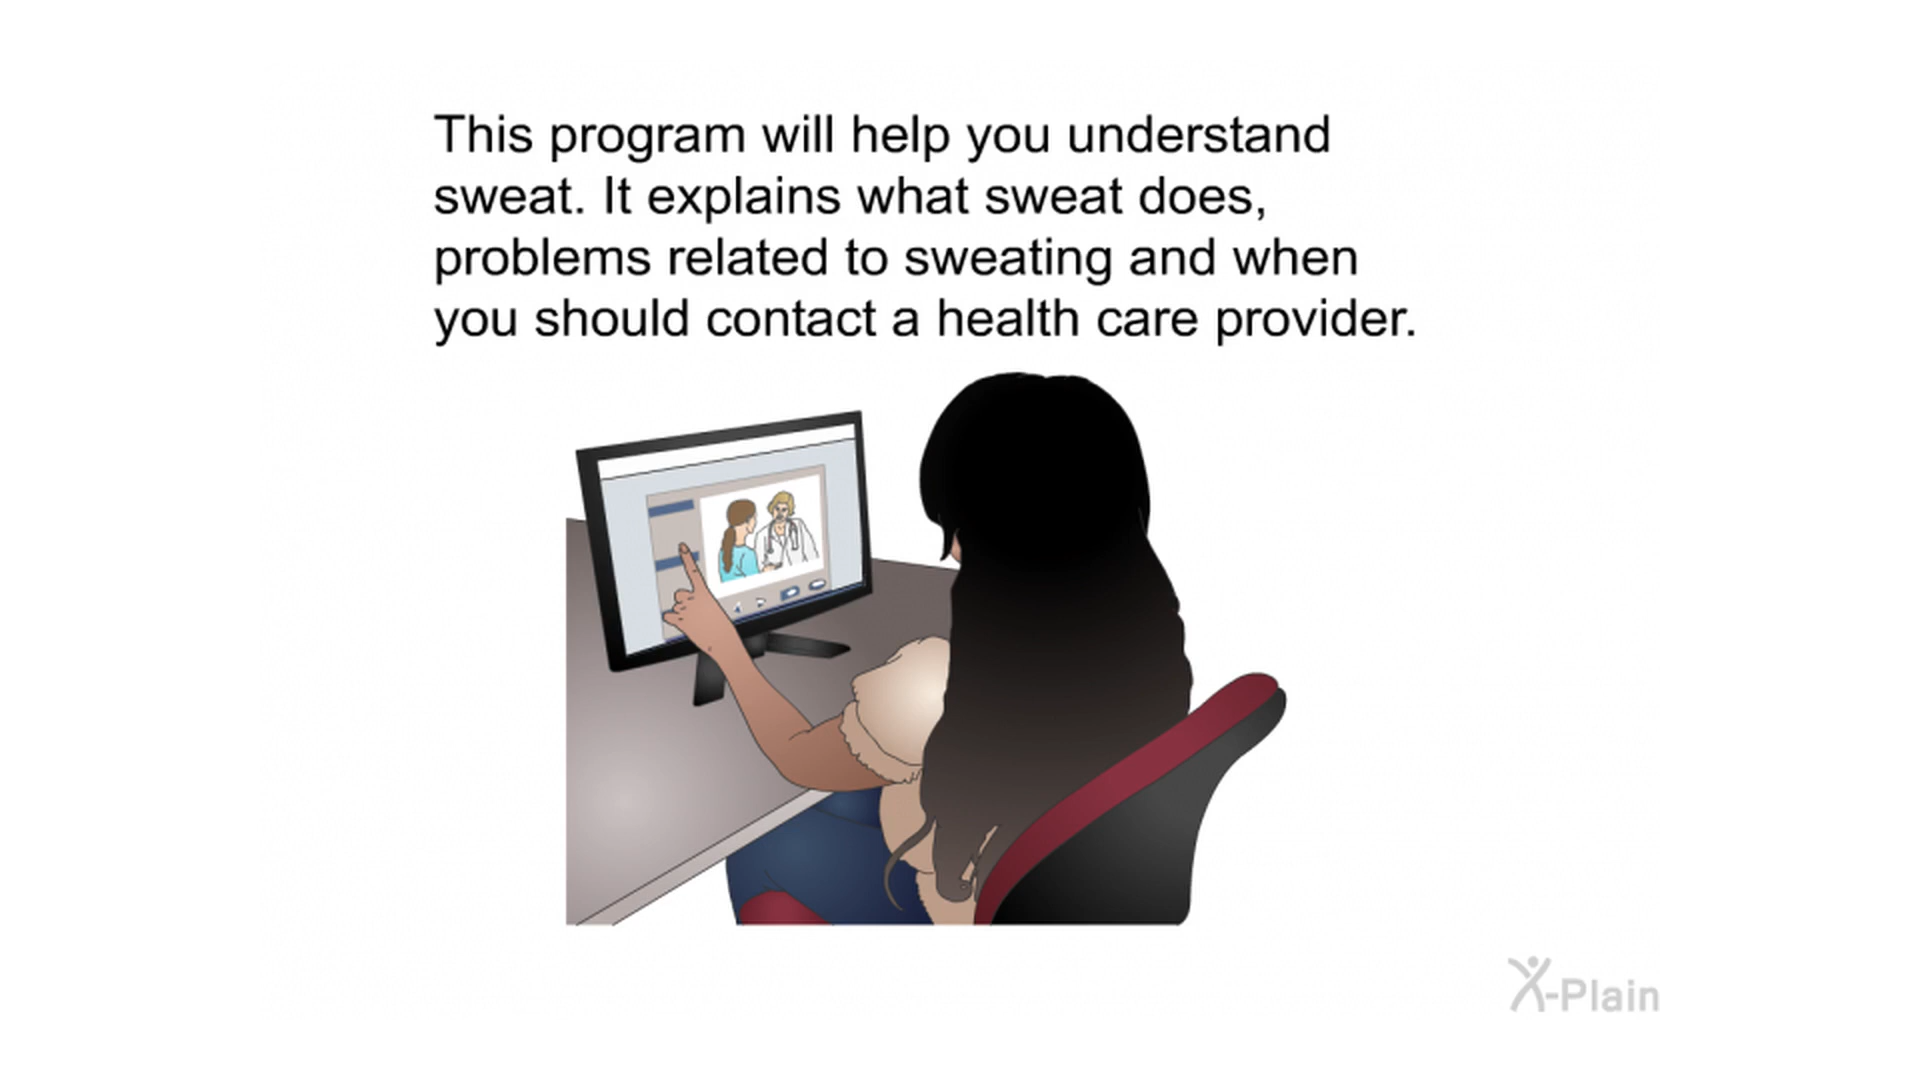 This program will help you understand
sweat. It explains what sweat does,
problems related to sweating and when
you should contact a health care provider.
X-Plain